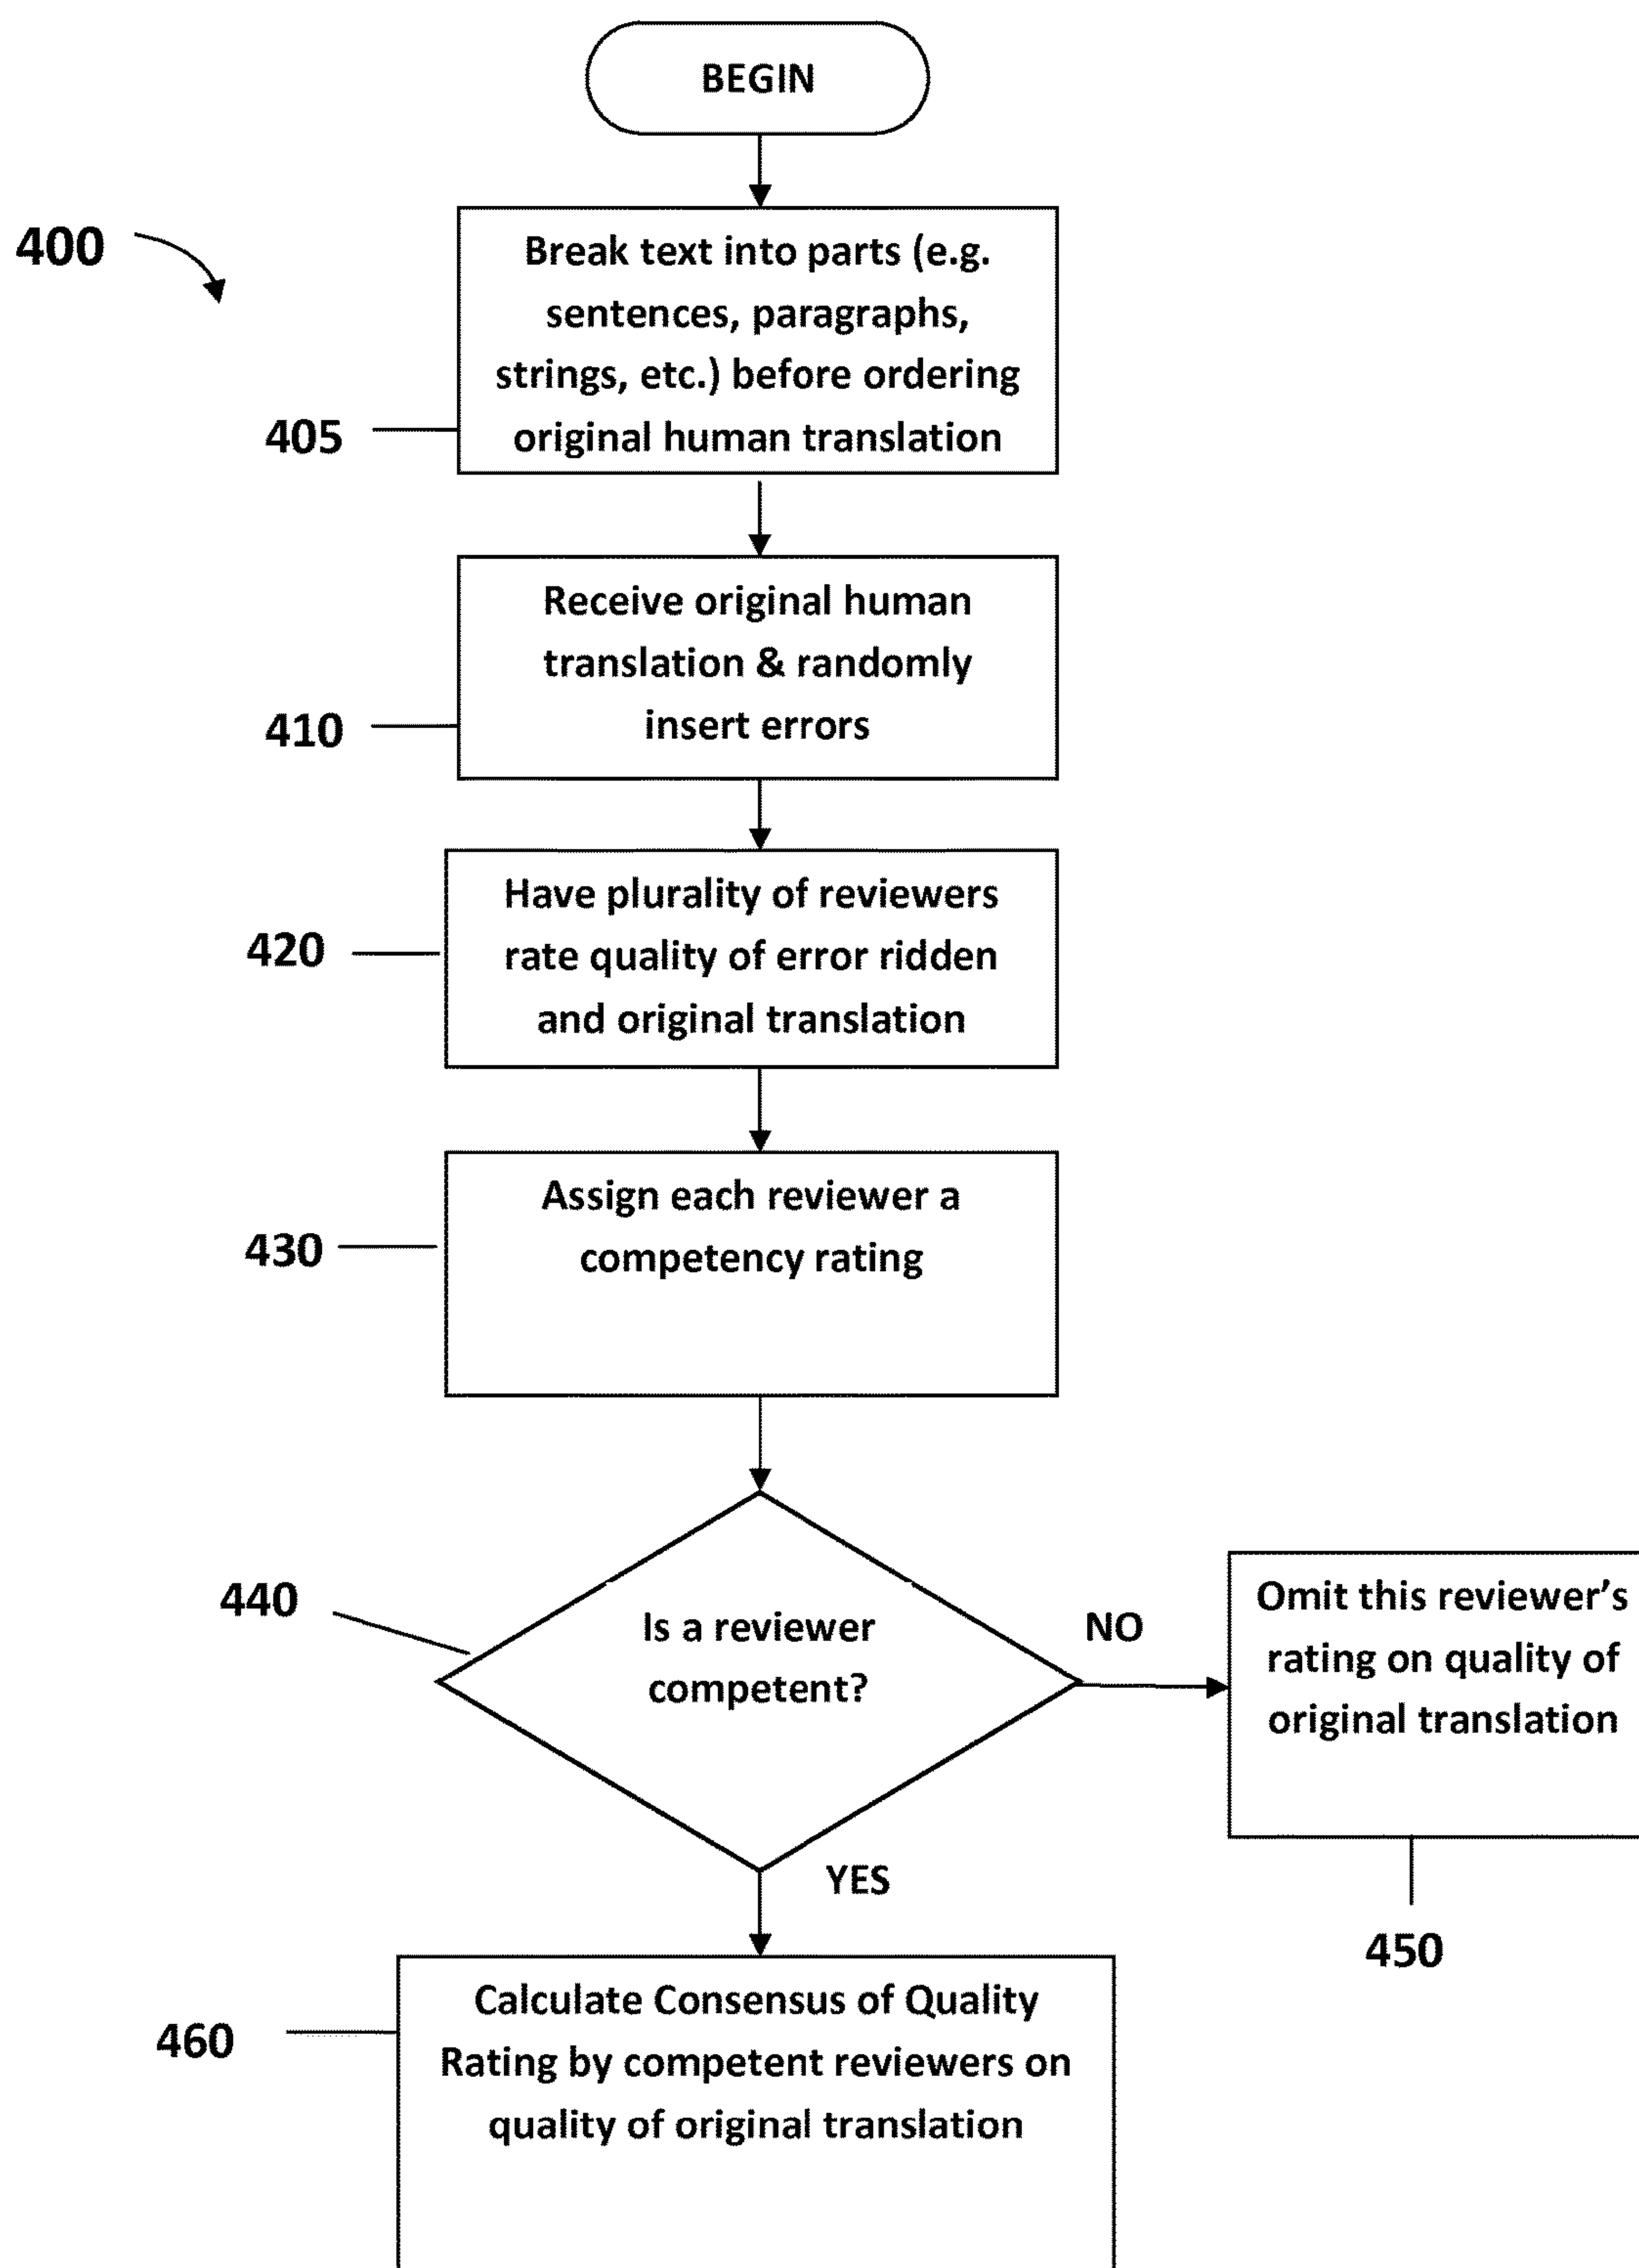 BEGIN
400
Break text into parts (e.g.
sentences, paragraphs,
strings, etc.) before ordering
original human translation
405
Receive original human
translation & randomly
insert errors
410
Have plurality of reviewers
rate quality of error ridden
and original translation
420
Assign each reviewer a
competency rating
430
440
Is a reviewer
competent?
NO
Omit this reviewer’s
rating on quality of
original translation
450
YES
Calculate Consensus of Quality
Rating by competent reviewers on
quality of original translation
460